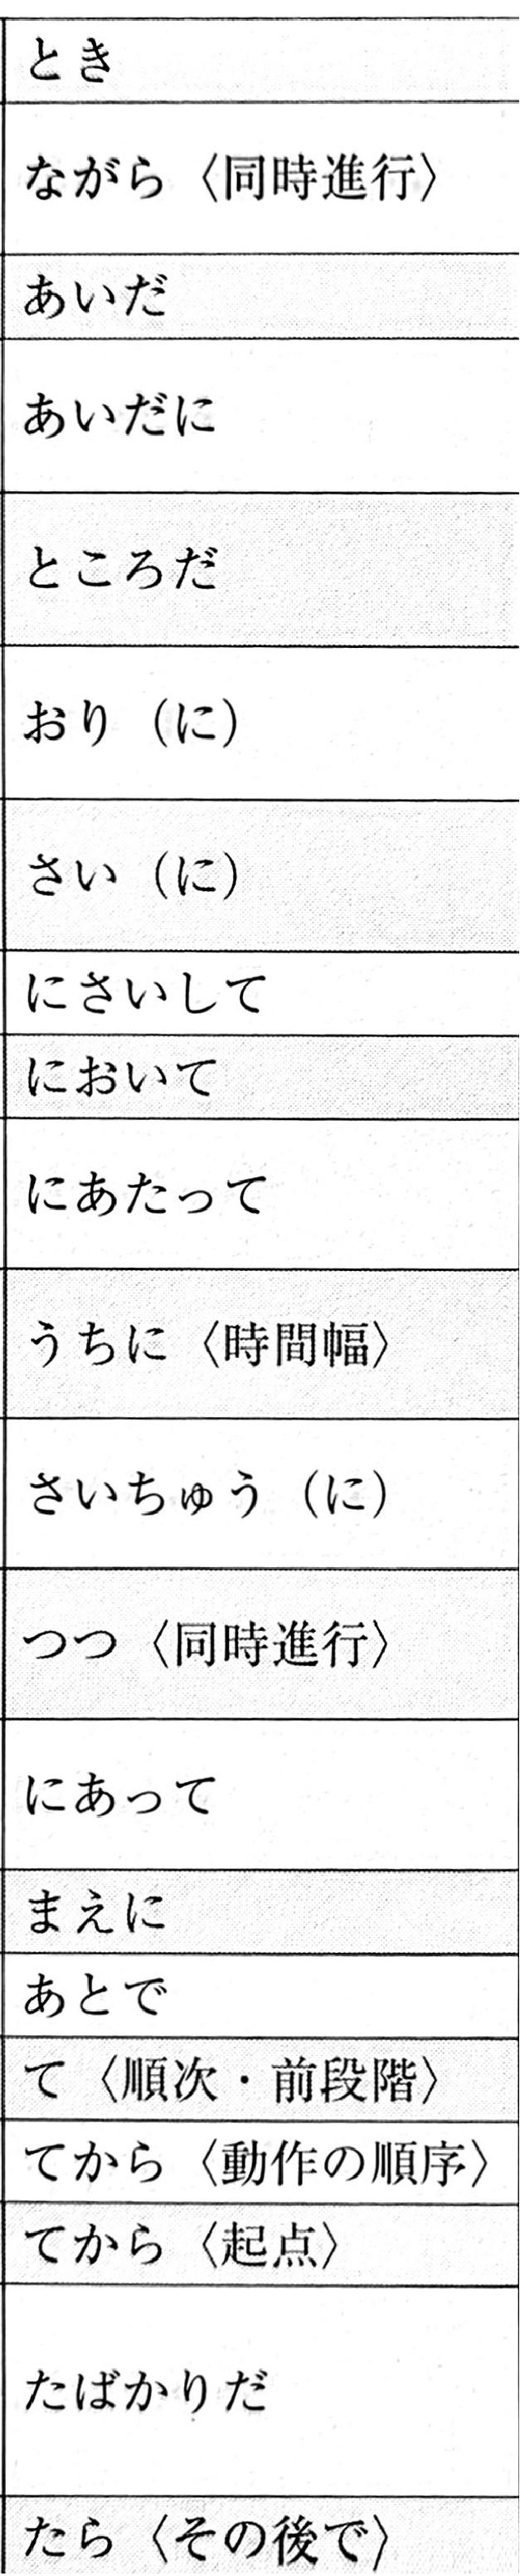 とき
ながら〈同時進行〉
あいだ
あいだに
ところだ
おり（に）
さい（に）
にさいして
において
にあたって
うちに〈時間幅〉
さいちゅう（に）
つつ〈同時進行〉
にあって
まえに
あとで
て〈順次・前段階〉
てから〈動作の順序〉
てから〈起点〉
たばかりだ
たら〈その後で〉